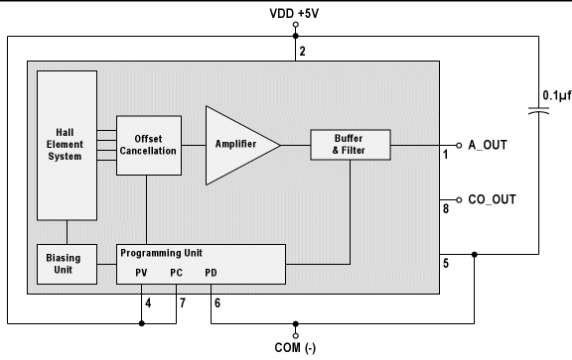 VDD +5V
2
0.1µf
Hall
Element
System
Offset
Cancellation
Amplifier
Buffer
& Filter
1
A_OUT
CO_OUT
8
Biasing
Unit
Programming Unit
PV PC PD
5
4 7 6
COM (-)